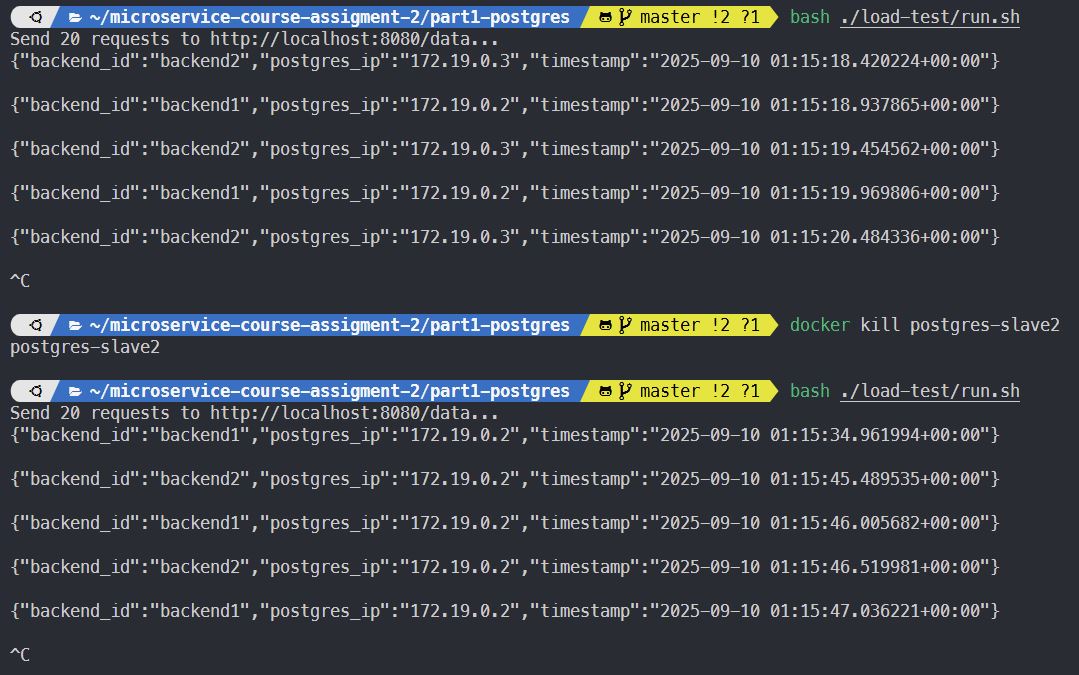 ~/microservice-course-assigment-2/part1-postgres master !2 ?1 bash ./load-test/run.sh
Send 20 requests to http://localhost:8080/data...
{"backend_id":"backend2","postgres_ip":"172.19.0.3","timestamp":"2025-09-10 01:15:18.420224+00:00"}
{"backend_id":"backend1","postgres_ip":"172.19.0.2","timestamp":"2025-09-10 01:15:18.937865+00:00"}
{"backend_id":"backend2","postgres_ip":"172.19.0.3","timestamp":"2025-09-10 01:15:19.454562+00:00"}
{"backend_id":"backend1","postgres_ip":"172.19.0.2","timestamp":"2025-09-10 01:15:19.969806+00:00"}
{"backend_id":"backend2","postgres_ip":"172.19.0.3","timestamp":"2025-09-10 01:15:20.484336+00:00"}
^C
~/microservice-course-assigment-2/part1-postgres master !2 ?1 docker kill postgres-slave2
postgres-slave2
~/microservice-course-assigment-2/part1-postgres master !2 ?1 bash ./load-test/run.sh
Send 20 requests to http://localhost:8080/data...
{"backend_id":"backend1","postgres_ip":"172.19.0.2","timestamp":"2025-09-10 01:15:34.961994+00:00"}
{"backend_id":"backend2","postgres_ip":"172.19.0.2","timestamp":"2025-09-10 01:15:45.489535+00:00"}
{"backend_id":"backend1","postgres_ip":"172.19.0.2","timestamp":"2025-09-10 01:15:46.005682+00:00"}
{"backend_id":"backend2","postgres_ip":"172.19.0.2","timestamp":"2025-09-10 01:15:46.519981+00:00"}
{"backend_id":"backend1","postgres_ip":"172.19.0.2","timestamp":"2025-09-10 01:15:47.036221+00:00"}
^C